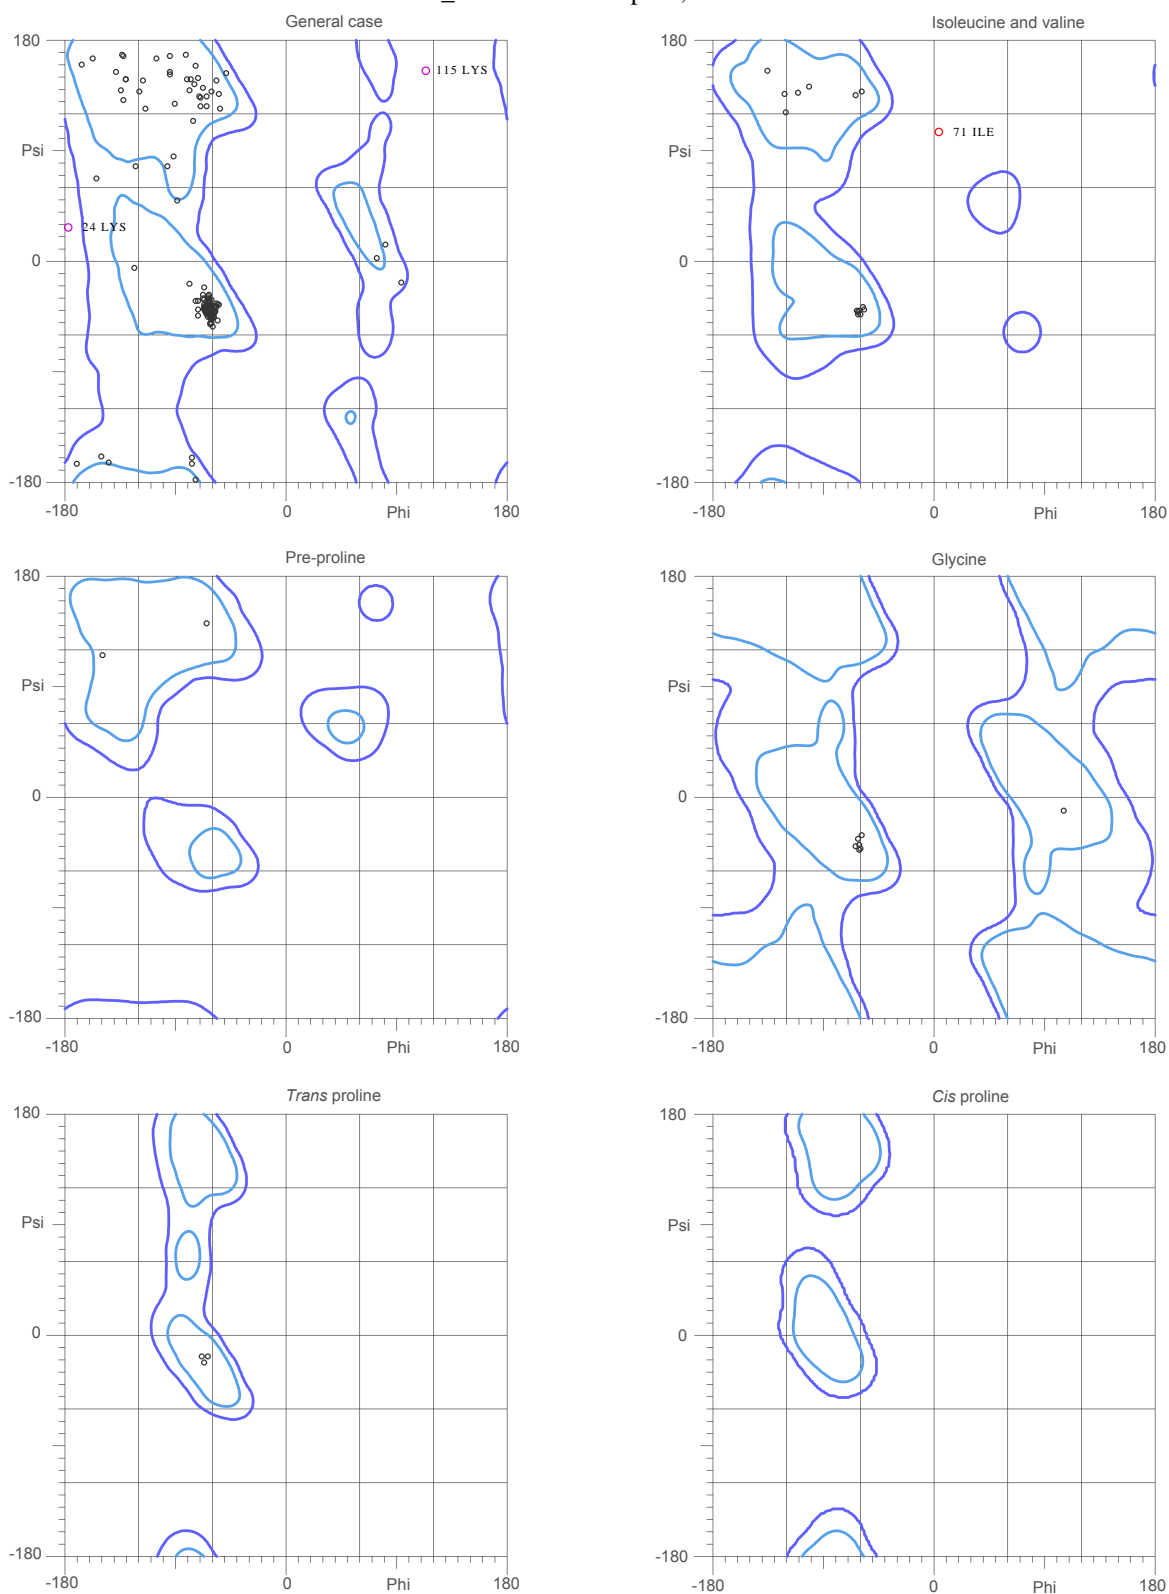 General case
Isoleucine and valine
180
115 LYS
Psi
24 LYS
0
-180
-180
0
Phi
180
180
71 ILE
Psi
0
-180
-180
0
Phi
180
Pre-proline
Glycine
180
Psi
0
-180
-180
0
Phi
180
180
Psi
0
-180
-180
0
Phi
180
Trans proline
Cis proline
180
Psi
0
-180
-180
0
Phi
180
180
Psi
0
-180
-180
0
Phi
180